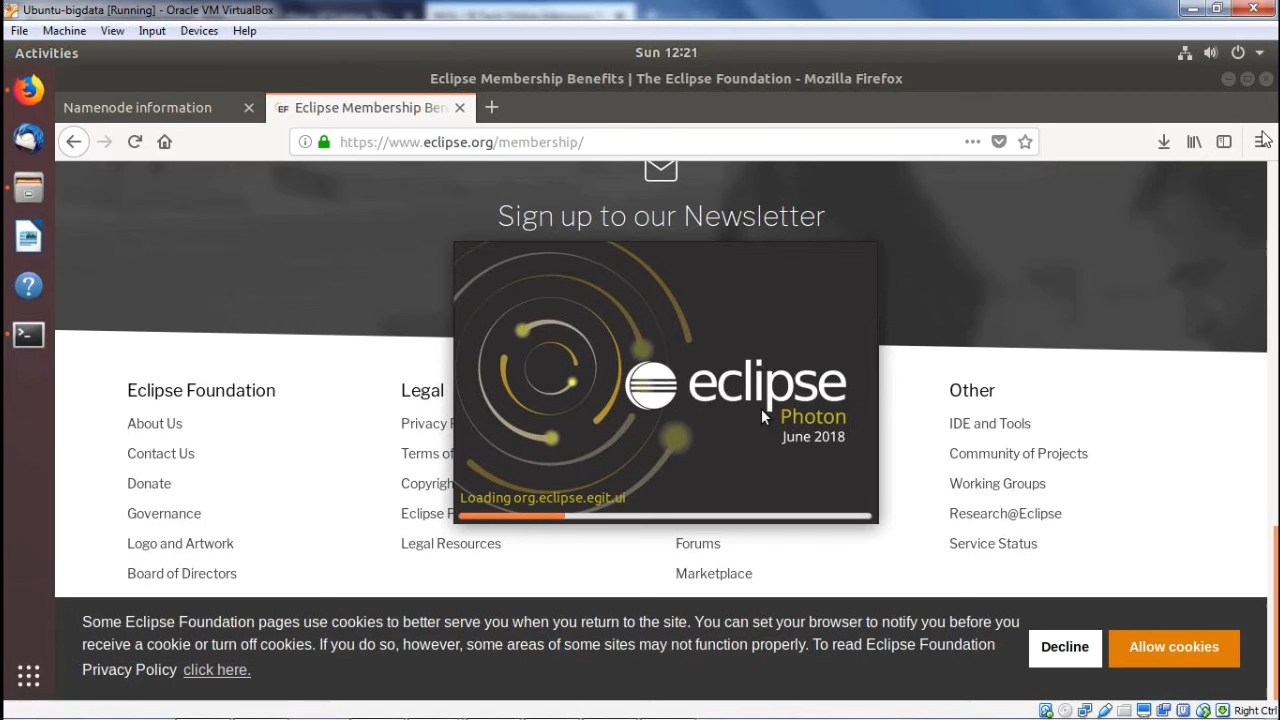 Ubuntu-bigdata [Running] - Oracle VM VirtualBox
File Machine View Input Devices Help
Activities
Sun 12:21
Eclipse Membership Benefits | The Eclipse Foundation - Mozilla Firefox
Namenode information
EF Eclipse Membership Ben
https://www.eclipse.org/membership/
Sign up to our Newsletter
eclipse
Photon
June 2018
Loading org.eclipse.egit.ui
Eclipse Foundation
About Us
Contact Us
Donate
Governance
Logo and Artwork
Board of Directors
Legal
Privacy P
Terms of
Copyrigh
Eclipse F
Legal Resources
Forums
Marketplace
Other
IDE and Tools
Community of Projects
Working Groups
Research@Eclipse
Service Status
Some Eclipse Foundation pages use cookies to better serve you when you return to the site. You can set your browser to notify you before you
receive a cookie or turn off cookies. If you do so, however, some areas of some sites may not function properly. To read Eclipse Foundation
Privacy Policy click here.
Decline
Allow cookies
Right Ctrl